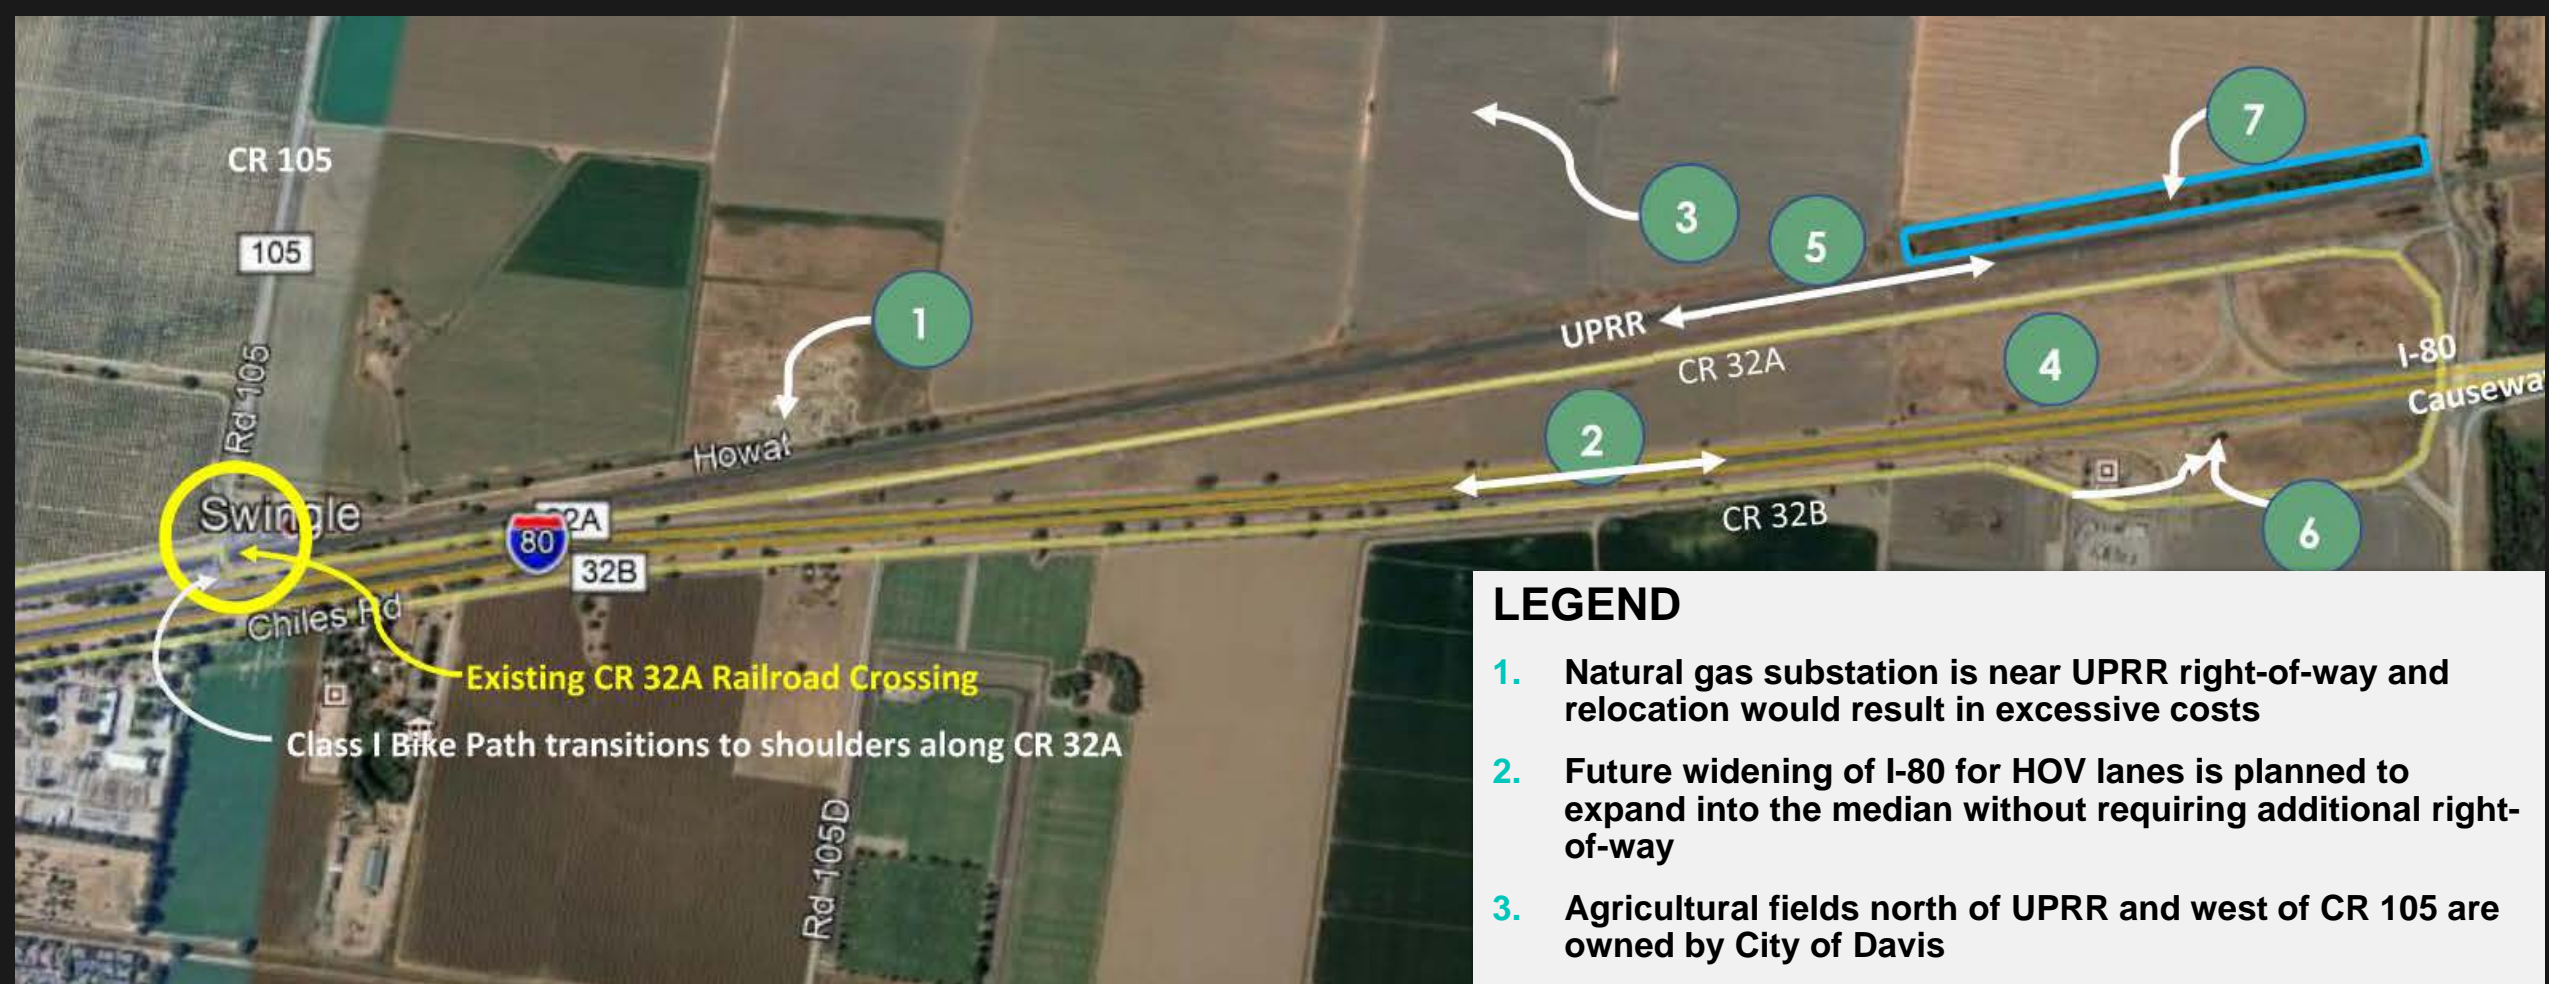 7
CR 105
3
105
5
1
UPRR
I-80
4
CR 32A
Causeway
Rd 105
2
Howat
Swingle
32A
80
CR 32B
6
32B
LEGEND
Chiles Rd
Existing CR 32A Railroad Crossing
Class I Bike Path transitions to shoulders along CR 32A
Rd 105D
1. Natural gas substation is near UPRR right-of-way and
relocation would result in excessive costs
2. Future widening of I-80 for HOV lanes is planned to
expand into the median without requiring additional right-
of-way
3. Agricultural fields north of UPRR and west of CR 105 are
owned by City of Davis